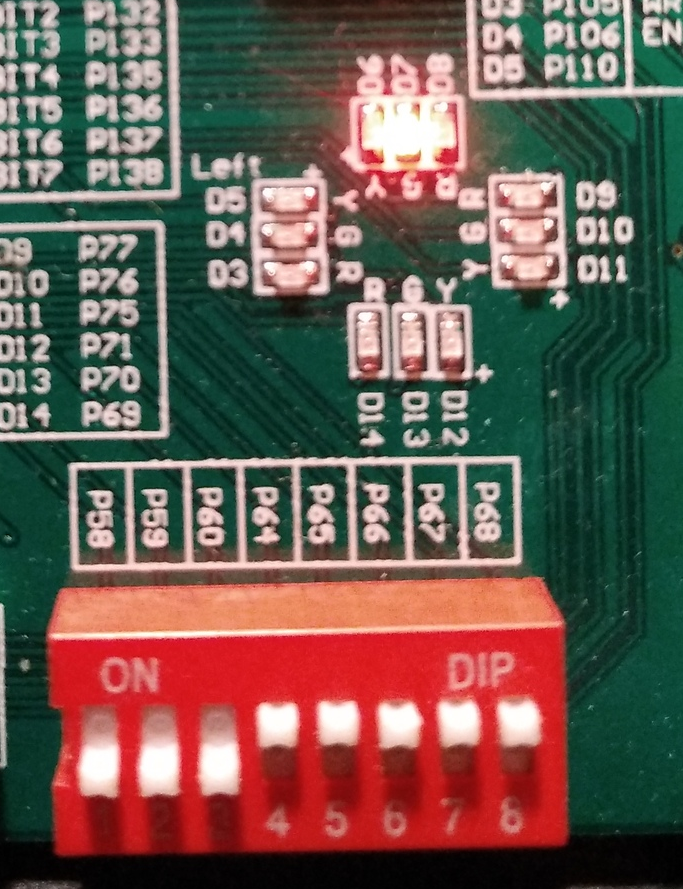 BIT2 P132
BIT3 P133
BIT4 P135
BIT5 P136
BIT6 P137
BIT7 P138
D3 P105
D4 P106
D5 P110
EN
D6 D7 D8
Y G R
Left
D5 Y
D4 G
D3 R
R D9
G D10
Y D11
R G Y
D14 D13 D12
D9 P77
D10 P76
D11 P75
D12 P71
D13 P70
D14 P69
P58 P59 P60 P64 P65 P66 P67 P68
ON DIP
1 2 3 4 5 6 7 8